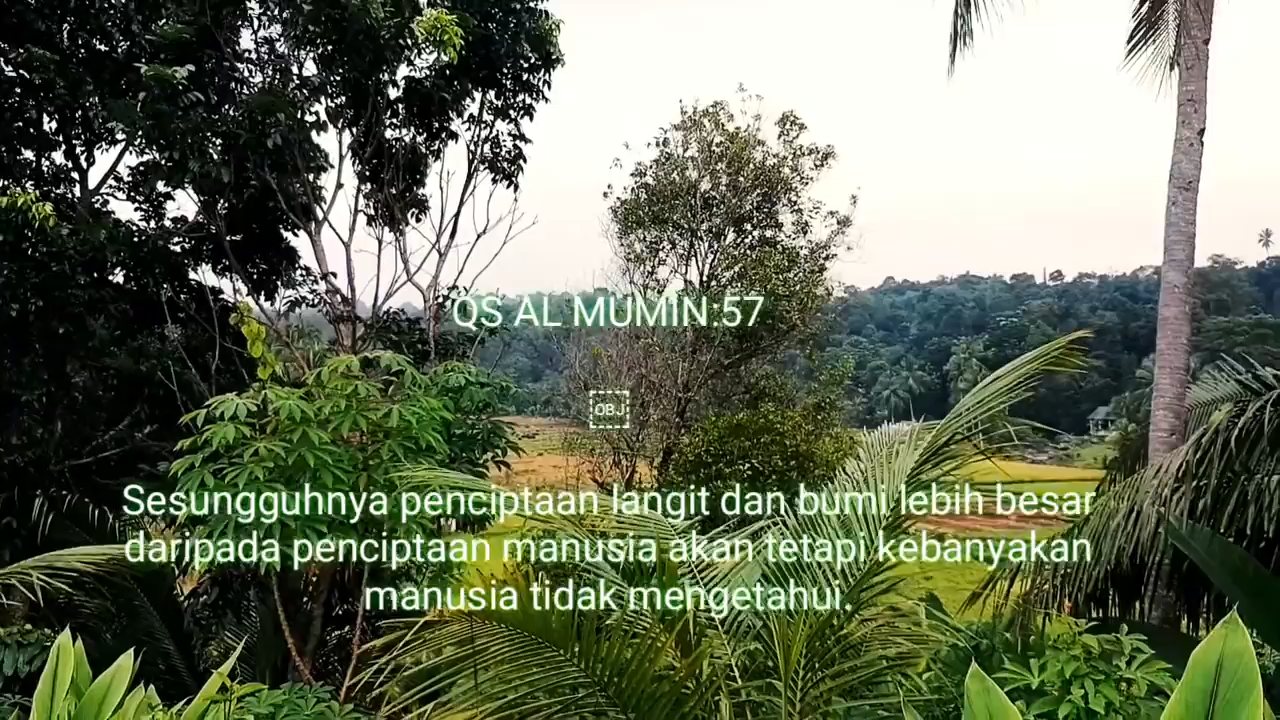 QS AL MUMIN:57
OBJ
Sesungguhnya penciptaan langit dan bumi lebih besar
daripada penciptaan manusia akan tetapi kebanyakan
manusia tidak mengetahui.